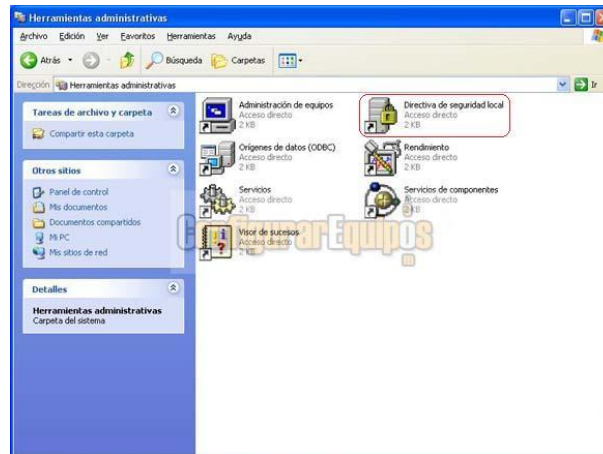 Herramientas administrativas
Archivo Edición Ver Favoritos Herramientas Ayuda
Atrás Búsqueda Carpetas
Dirección Herramientas administrativas Ir
Tareas de archivo y carpeta
Compartir esta carpeta
Otros sitios
Panel de control
Mis documentos
Documentos compartidos
Mi PC
Mis sitios de red
Detalles
Herramientas administrativas
Carpeta del sistema
Administración de equipos
Acceso directo
2 KB
Directiva de seguridad local
Acceso directo
2 KB
Orígenes de datos (ODBC)
Acceso directo
2 KB
Rendimiento
Acceso directo
2 KB
Servicios
Acceso directo
2 KB
Servicios de componentes
Acceso directo
2 KB
Visor de sucesos
Acceso directo
2 KB
ConfigurarEquipos